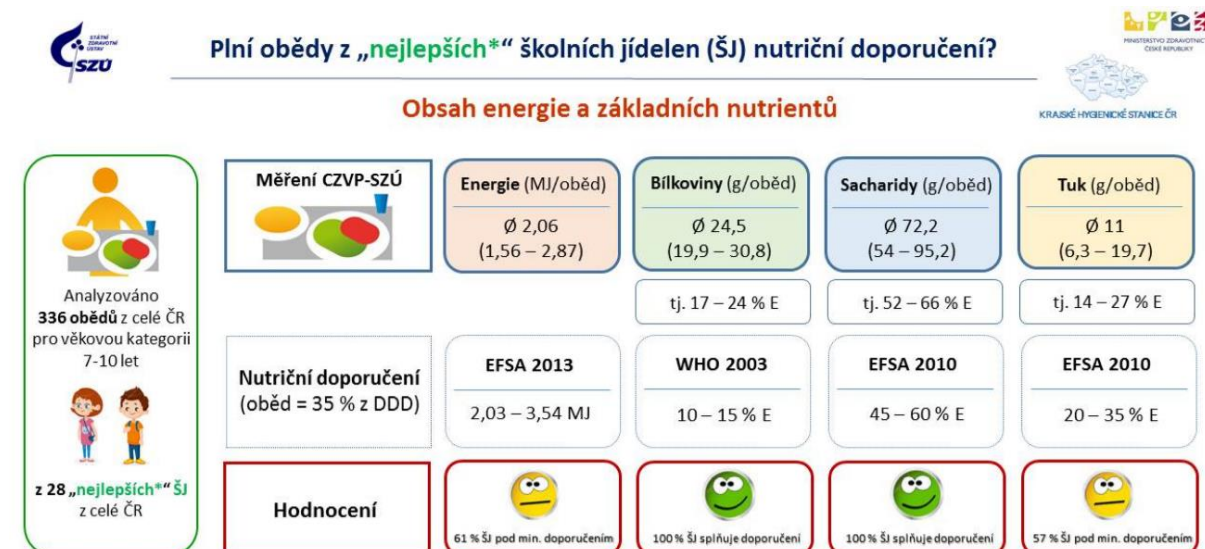 STÁTNÍ
ZDRAVOTNÍ
ÚSTAV
SZÚ
Plní obědy z „nejlepších*“ školních jídelen (ŠJ) nutriční doporučení?
MINISTERSTVO ZDRAVOTNICT
ČESKÉ REPUBLIKY
Obsah energie a základních nutrientů
KRAJSKÉ HYGIENICKÉ STANICE ČR
Analyzováno
336 obědů z celé ČR
pro věkovou kategorii
7-10 let
z 28 „nejlepších*“ ŠJ
z celé ČR
Měření CZVP-SZÚ
Energie (MJ/oběd)
Ø 2,06
(1,56 – 2,87)
Bílkoviny (g/oběd)
Ø 24,5
(19,9 – 30,8)
Sacharidy (g/oběd)
Ø 72,2
(54 – 95,2)
Tuk (g/oběd)
Ø 11
(6,3 – 19,7)
tj. 17 – 24 % E
tj. 52 – 66 % E
tj. 14 – 27 % E
Nutriční doporučení
(oběd = 35 % z DDD)
EFSA 2013
2,03 – 3,54 MJ
WHO 2003
10 – 15 % E
EFSA 2010
45 – 60 % E
EFSA 2010
20 – 35 % E
Hodnocení
61 % ŠJ pod min. doporučením
100 % ŠJ splňuje doporučení
100 % ŠJ splňuje doporučení
57 % ŠJ pod min. doporučením